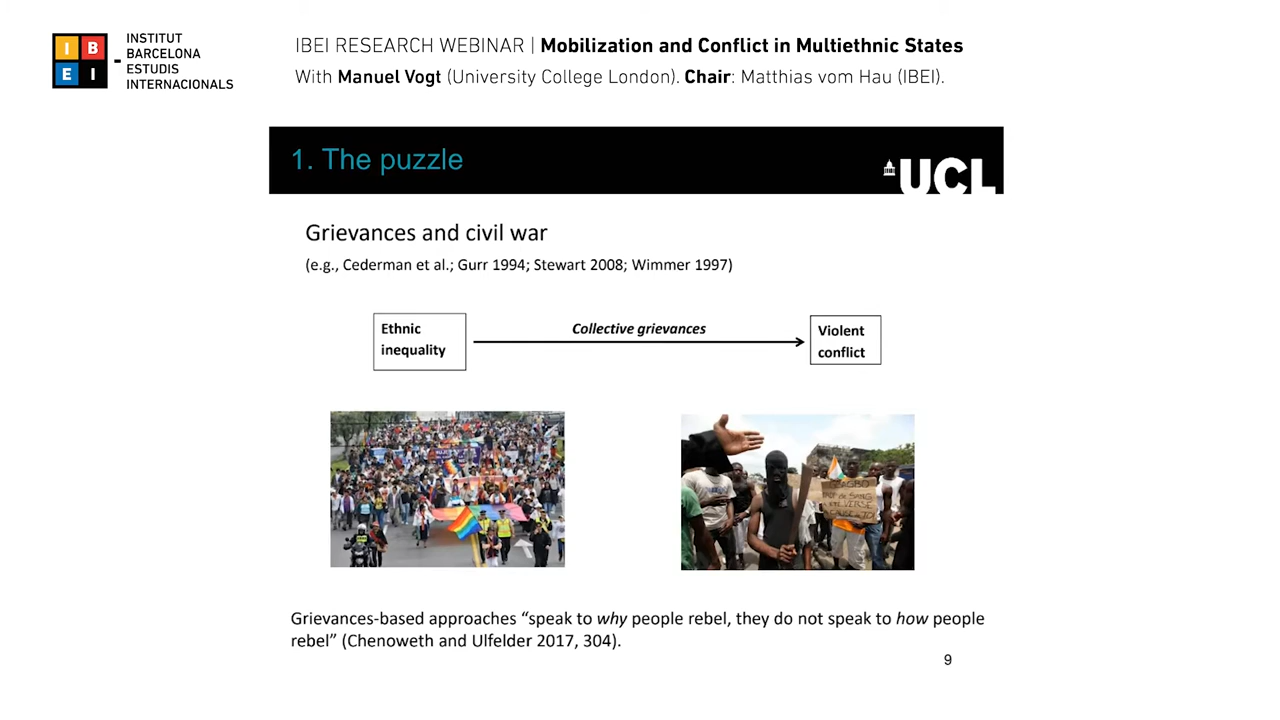 IBEI
INSTITUT
BARCELONA
ESTUDIS
INTERNACIONALS
IBEI RESEARCH WEBINAR | Mobilization and Conflict in Multiethnic States
With Manuel Vogt (University College London). Chair: Matthias vom Hau (IBEI).
1. The puzzle
UCL
Grievances and civil war
(e.g., Cederman et al.; Gurr 1994; Stewart 2008; Wimmer 1997)
Ethnic
inequality
Collective grievances
Violent
conflict
Grievances-based approaches “speak to why people rebel, they do not speak to how people
rebel” (Chenoweth and Ulfelder 2017, 304).
9